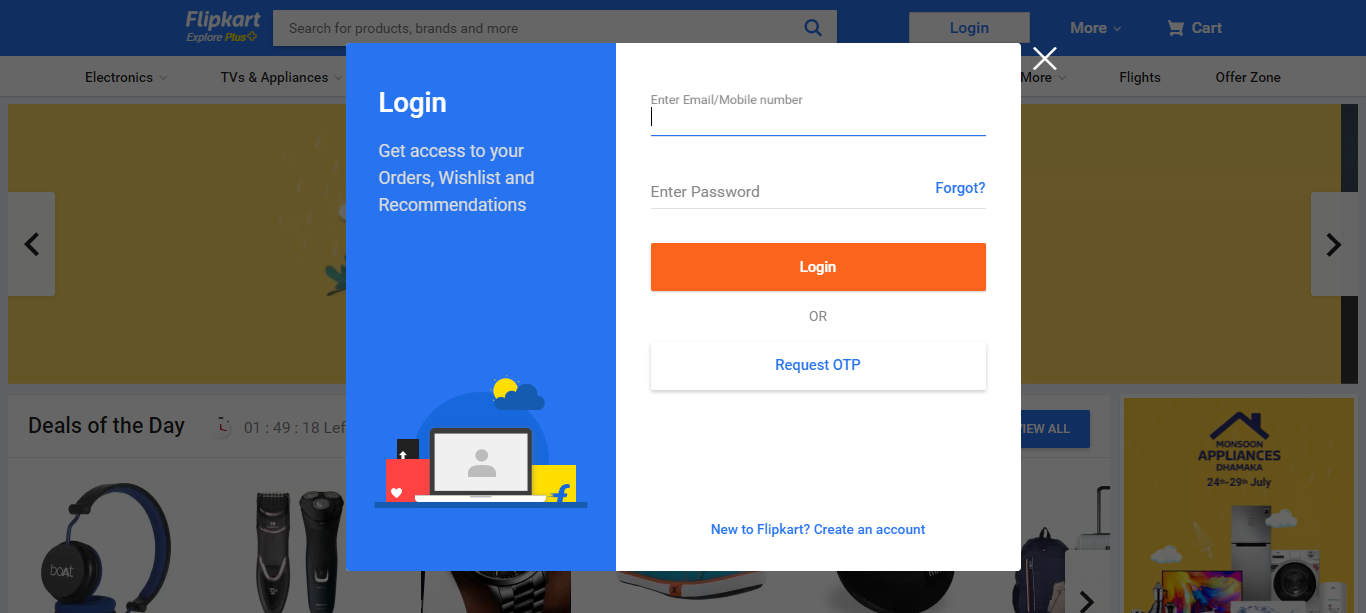 Flipkart
Explore Plus
Search for products, brands and more
Login
More
Cart
Electronics
TVs & Appliances
More
Flights
Offer Zone
Login
Get access to your
Orders, Wishlist and
Recommendations
Enter Email/Mobile number
Enter Password
Forgot?
Login
OR
Request OTP
New to Flipkart? Create an account
Deals of the Day
01 : 49 : 18 Lef
VIEW ALL
MONSOON
APPLIANCES
DHAMAKA
24th-29th July
boAt